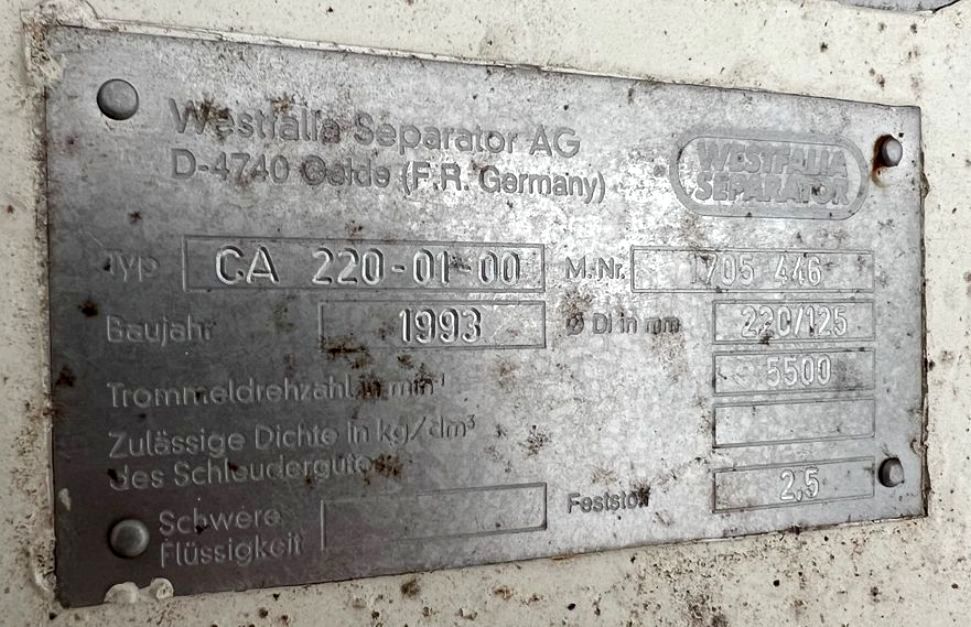 Westfalia Separator AG
D-4740 Oelde (F.R. Germany)
WESTFALIA
SEPARATOR
Typ CA 220-01-00 M.-Nr. 1705 446
Baujahr 1993 Ø DI in mm 220/125
Trommeldrehzahl in min⁻¹ 5500
Zulässige Dichte in kg/dm³
des Schleudergutes
Schwere Feststoff 2,5
Flüssigkeit